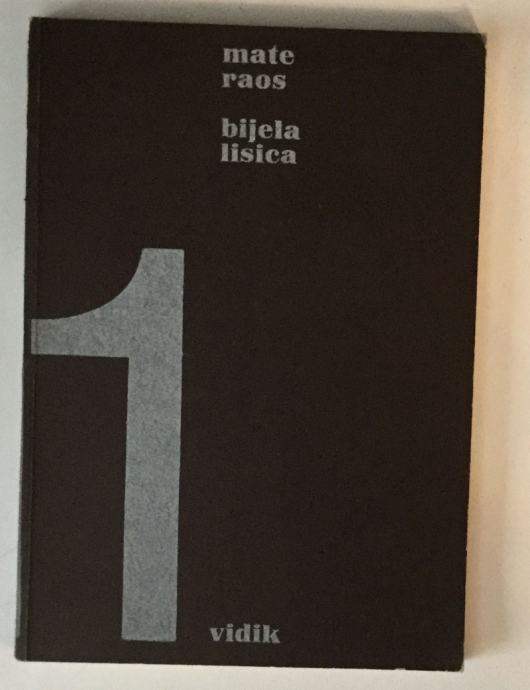 mate
raos
bijela
lisica
1
vidik